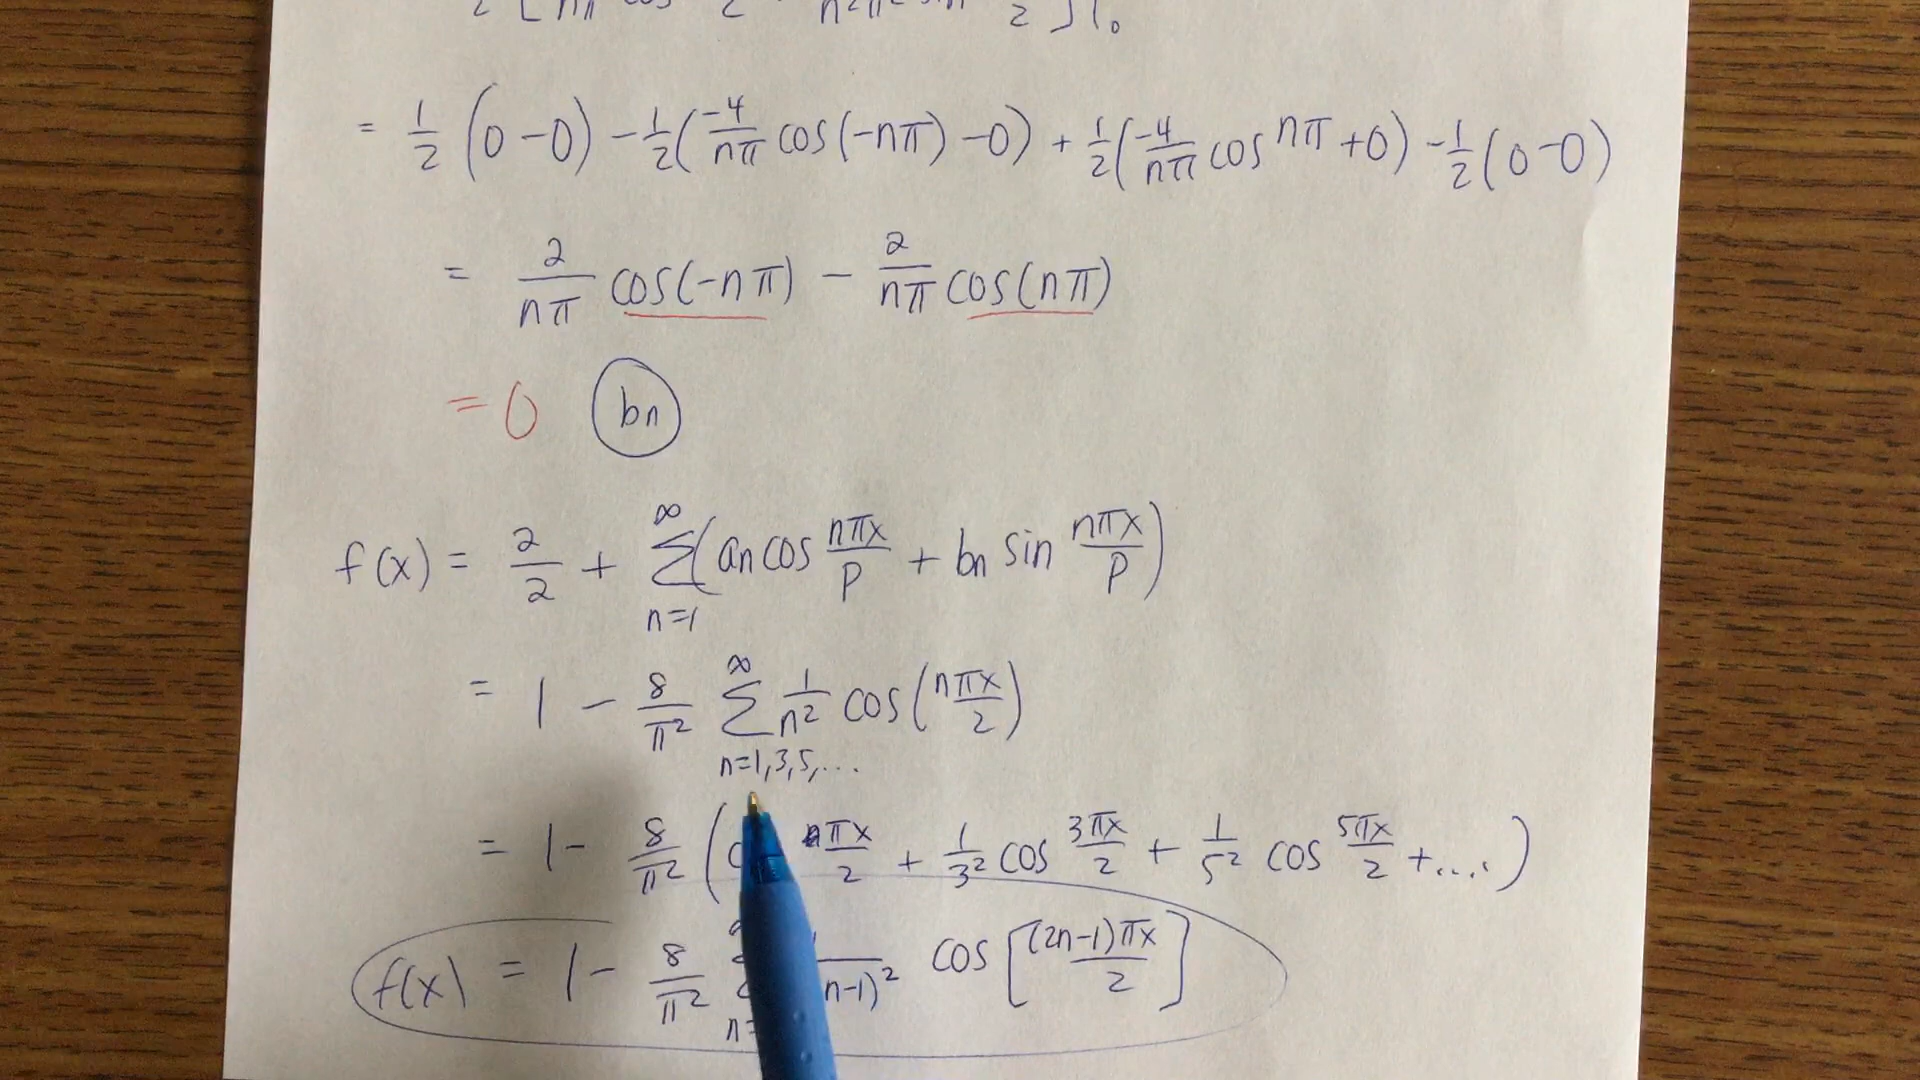 = 1/2 (0-0) - 1/2(-4/nπ cos(-nπ) -0) + 1/2(-4/nπ cos nπ +0) - 1/2(0-0)
= 2/nπ cos(-nπ) - 2/nπ cos(nπ)
= 0 bn
f(x) = 2/2 + ∞Σn=1 (an cos nπx/p + bn sin nπx/p)
= 1 - 8/π² ∞Σn=1,3,5,... 1/n² cos(nπx/2)
= 1 - 8/π² ( πx/2 + 1/3² cos 3πx/2 + 1/5² cos 5πx/2 +....)
f(x) = 1 - 8/π² n-1)² cos[(2n-1)πx/2]